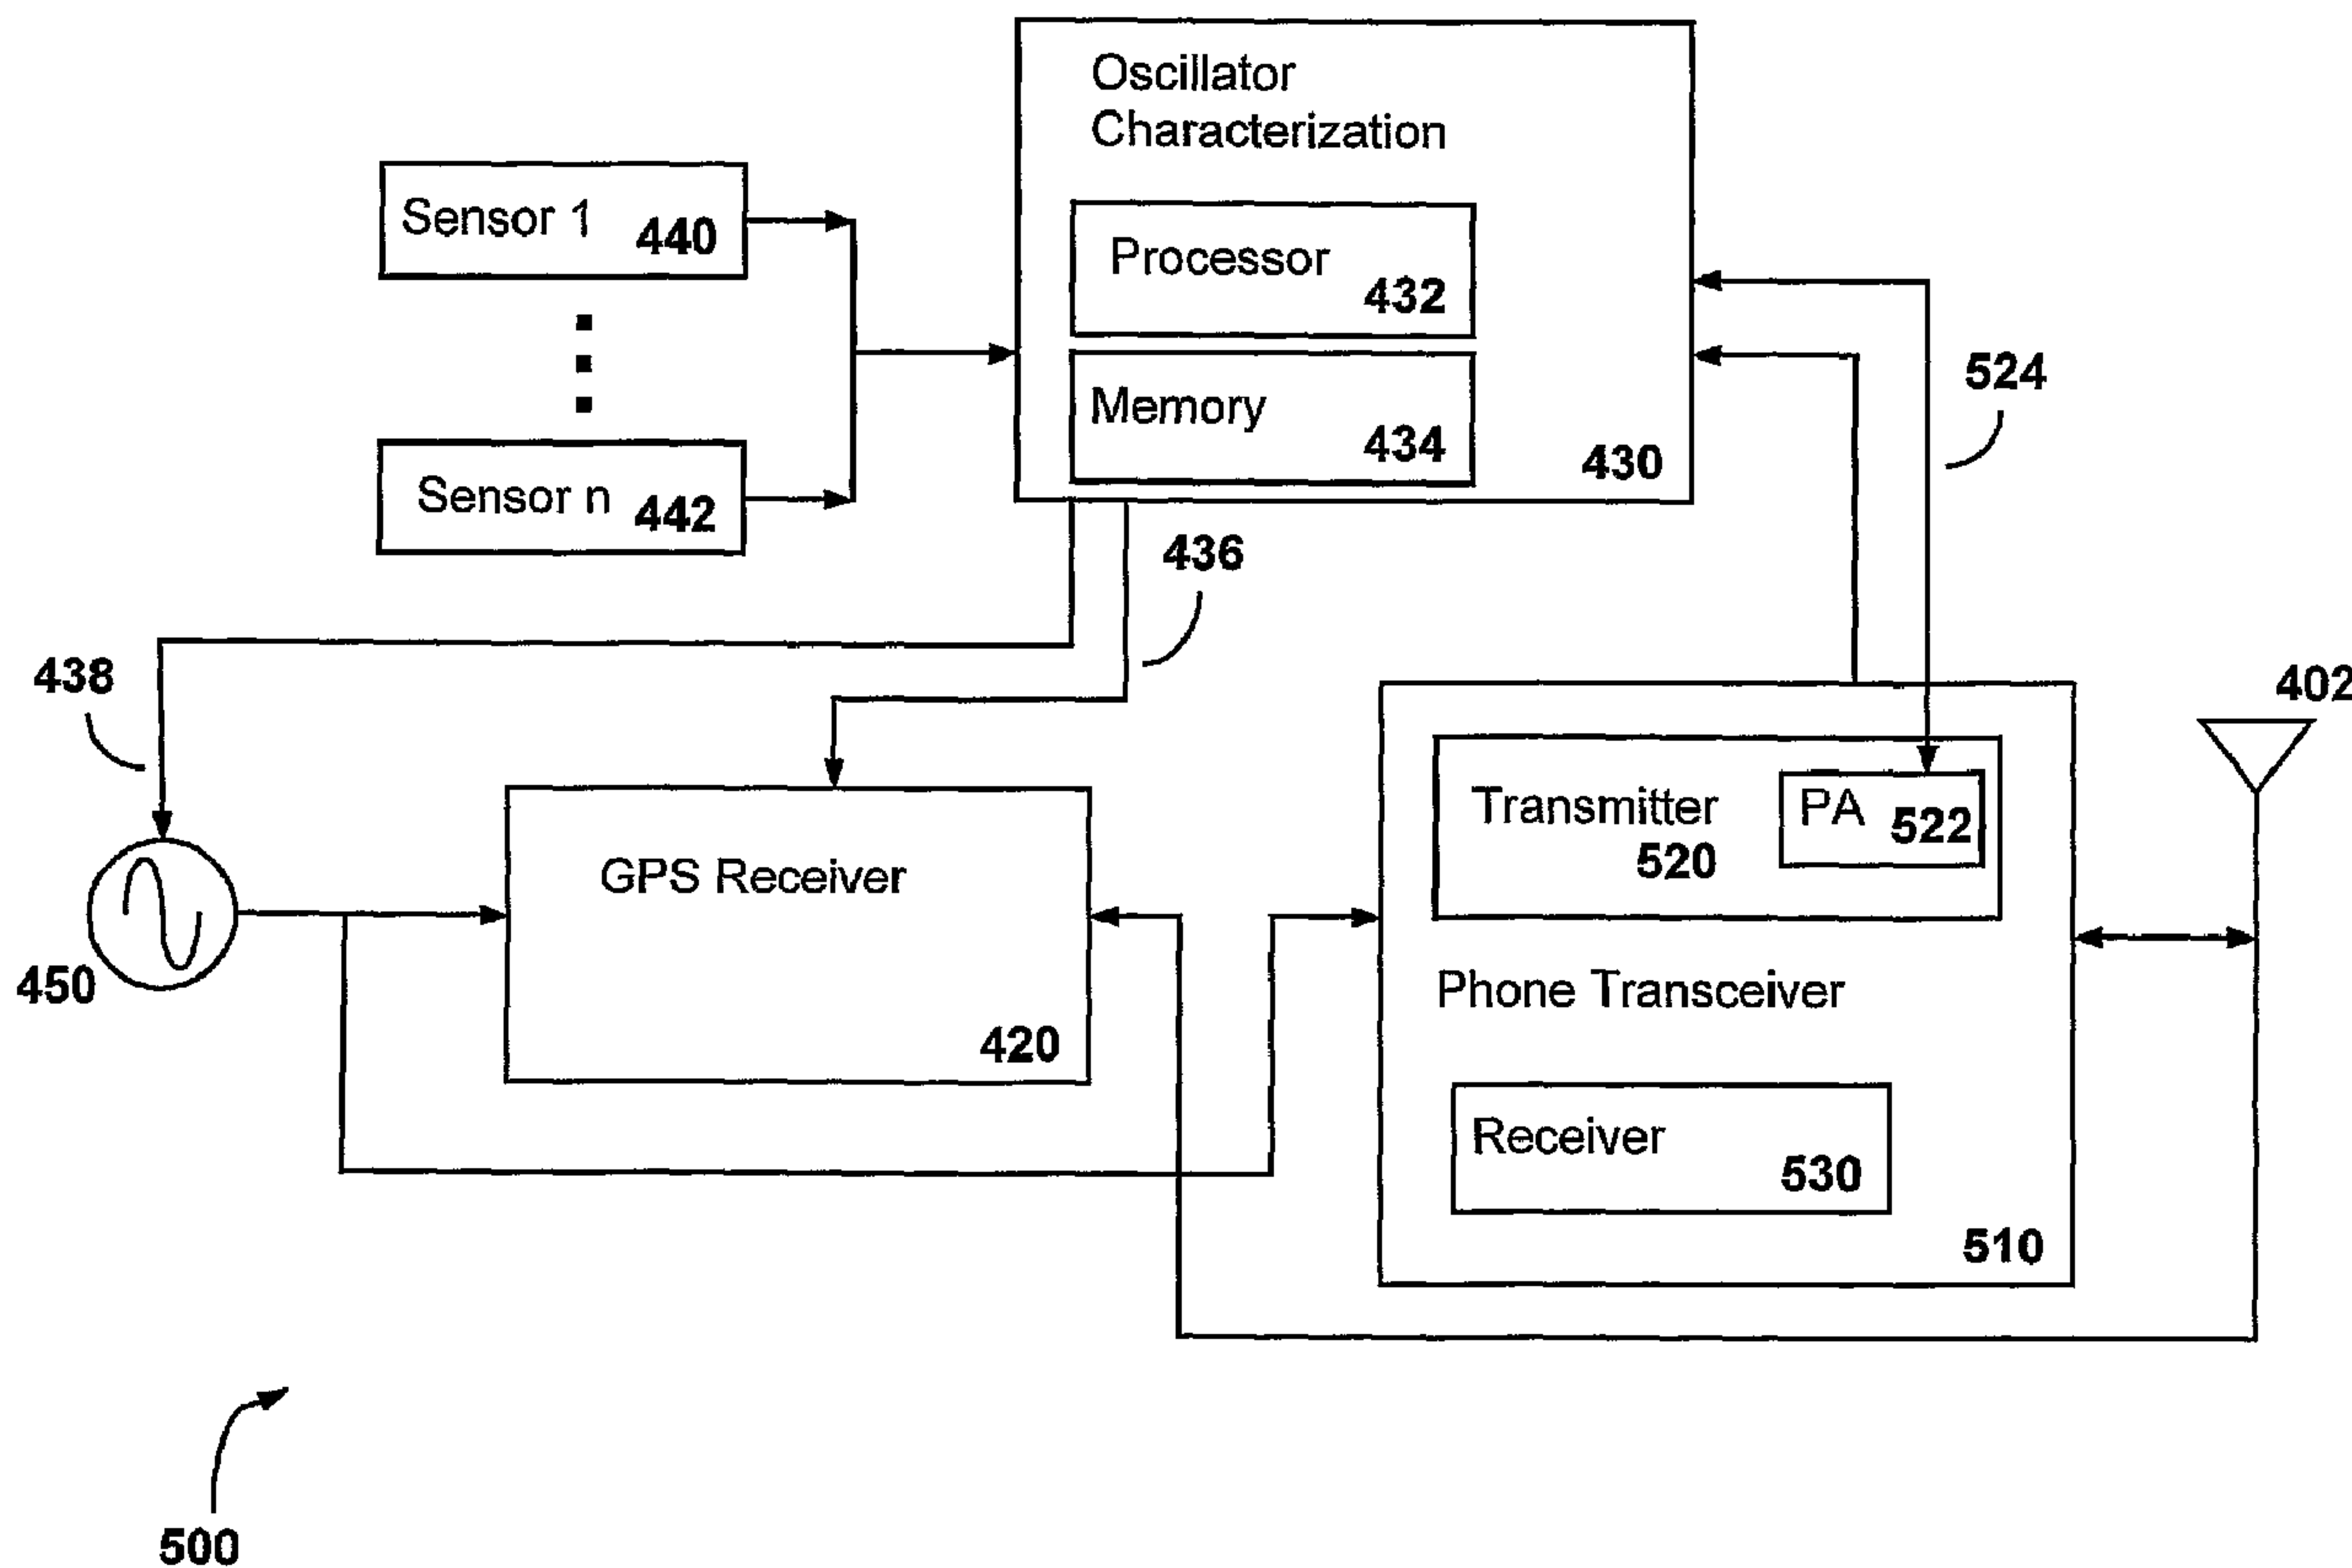 Oscillator
Characterization
Sensor 1 440
Processor
432
Memory
434
430
Sensor n 442
524
436
438
402
Transmitter
520
PA 522
GPS Receiver
420
450
Phone Transceiver
Receiver
530
510
500